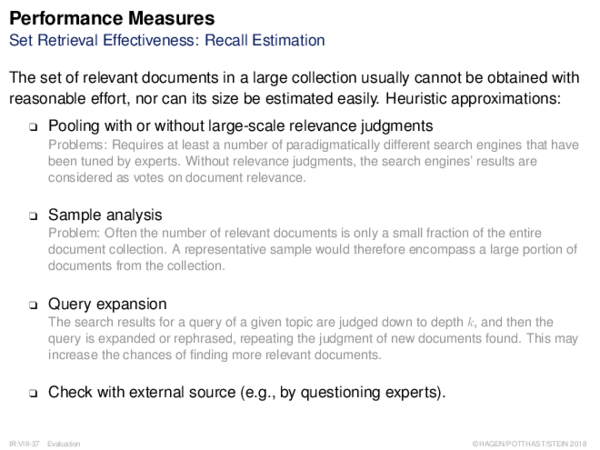 Performance Measures
Set Retrieval Effectiveness: Recall Estimation
The set of relevant documents in a large collection usually cannot be obtained with
reasonable effort, nor can its size be estimated easily. Heuristic approximations:
❑ Pooling with or without large-scale relevance judgments
Problems: Requires at least a number of paradigmatically different search engines that have
been tuned by experts. Without relevance judgments, the search engines' results are
considered as votes on document relevance.
❑ Sample analysis
Problem: Often the number of relevant documents is only a small fraction of the entire
document collection. A representative sample would therefore encompass a large portion of
documents from the collection.
❑ Query expansion
The search results for a query of a given topic are judged down to depth k, and then the
query is expanded or rephrased, repeating the judgment of new documents found. This may
increase the chances of finding more relevant documents.
❑ Check with external source (e.g., by questioning experts).
IR:VIII-37 Evaluation ©HAGEN/POTTHAST/STEIN 2018